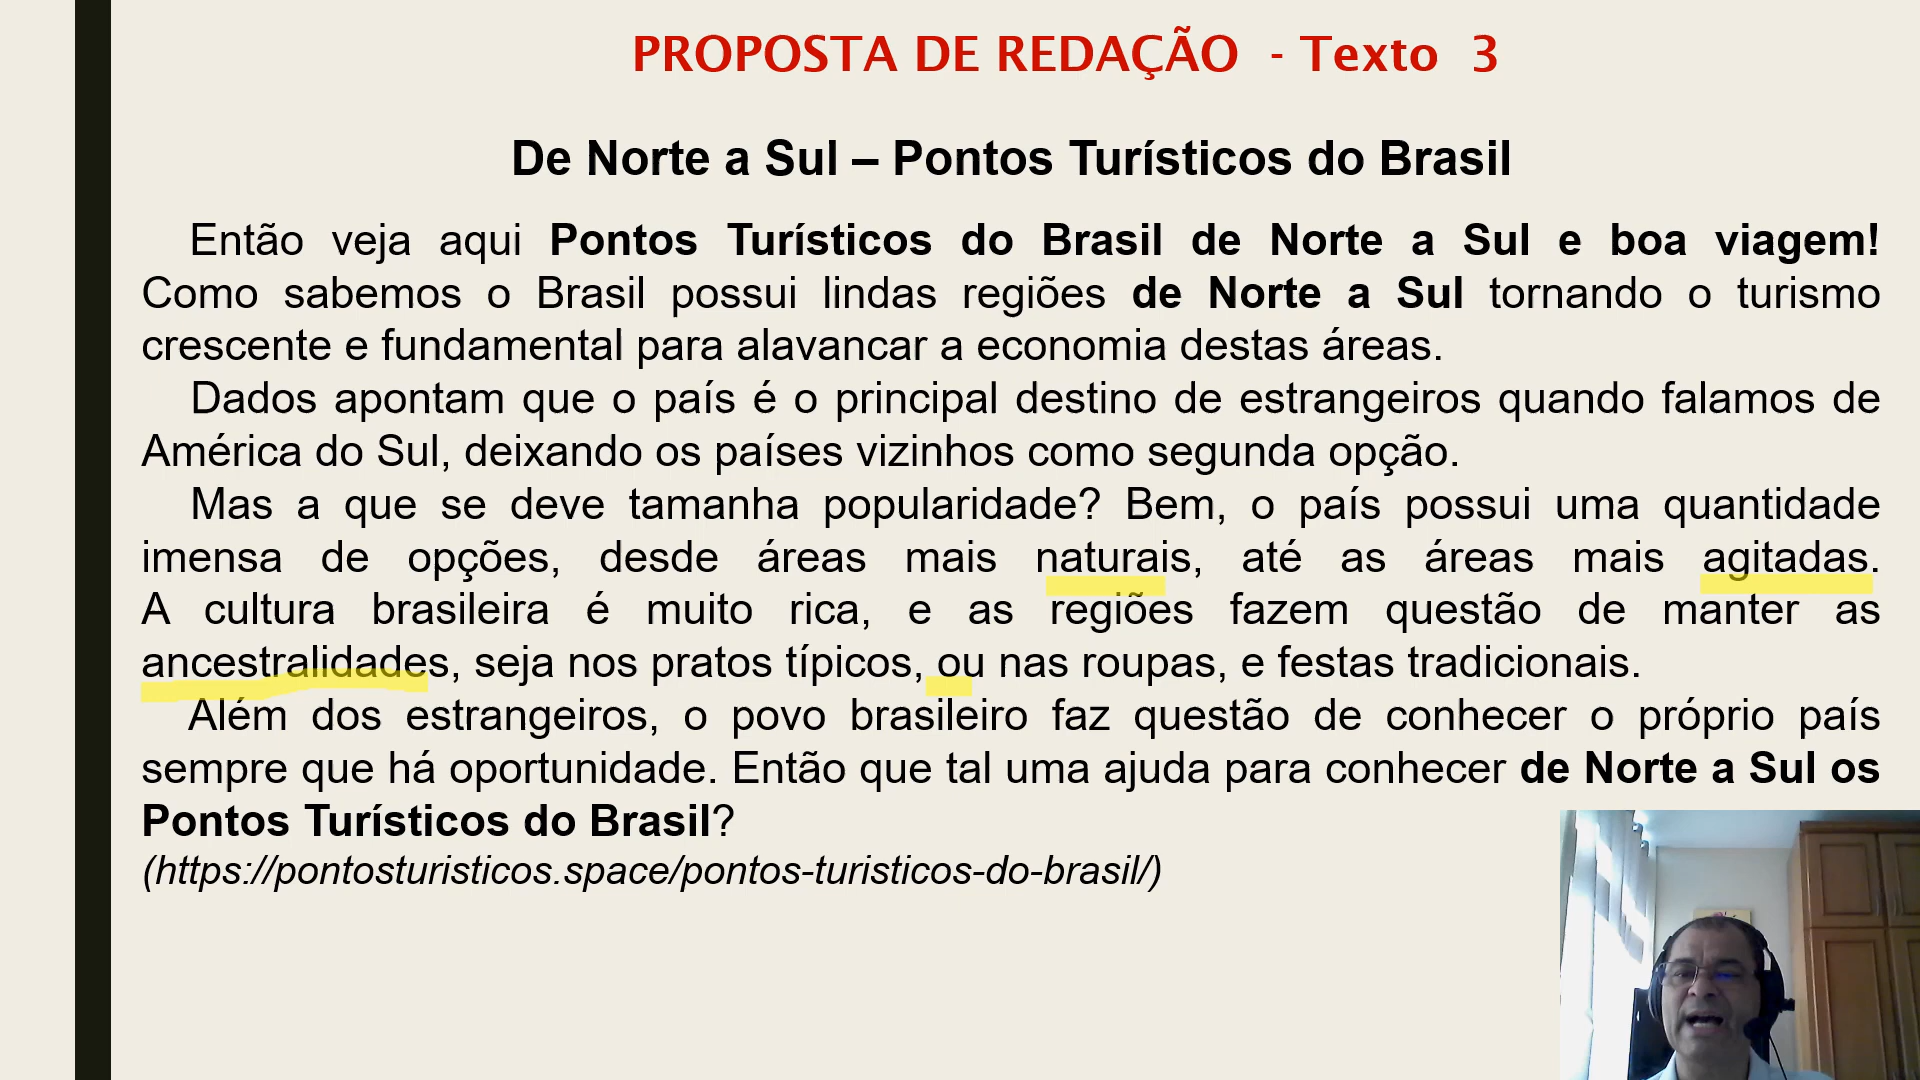 PROPOSTA DE REDAÇÃO - Texto 3
De Norte a Sul – Pontos Turísticos do Brasil
Então veja aqui Pontos Turísticos do Brasil de Norte a Sul e boa viagem!
Como sabemos o Brasil possui lindas regiões de Norte a Sul tornando o turismo
crescente e fundamental para alavancar a economia destas áreas.
Dados apontam que o país é o principal destino de estrangeiros quando falamos de
América do Sul, deixando os países vizinhos como segunda opção.
Mas a que se deve tamanha popularidade? Bem, o país possui uma quantidade
imensa de opções, desde áreas mais naturais, até as áreas mais agitadas.
A cultura brasileira é muito rica, e as regiões fazem questão de manter as
ancestralidades, seja nos pratos típicos, ou nas roupas, e festas tradicionais.
Além dos estrangeiros, o povo brasileiro faz questão de conhecer o próprio país
sempre que há oportunidade. Então que tal uma ajuda para conhecer de Norte a Sul os
Pontos Turísticos do Brasil?
(https://pontosturisticos.space/pontos-turisticos-do-brasil/)